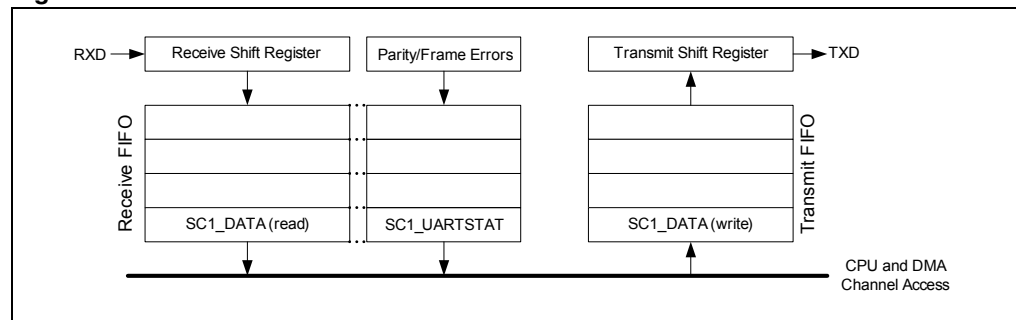 RXD
Receive Shift Register
Parity/Frame Errors
Transmit Shift Register
TXD
Receive FIFO
SC1_DATA (read)
SC1_UARTSTAT
SC1_DATA (write)
Transmit FIFO
CPU and DMA
Channel Access